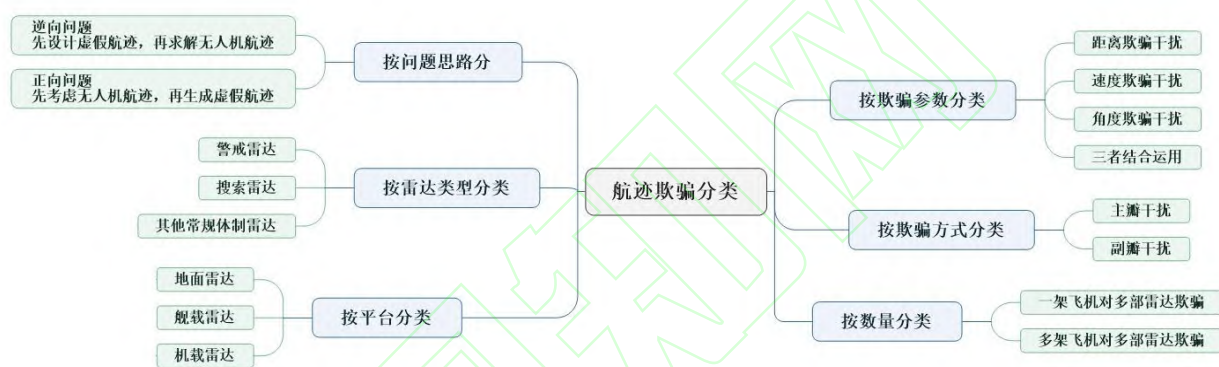 逆向问题
先设计虚假航迹，再求解无人机航迹
正向问题
先考虑无人机航迹，再生成虚假航迹
按问题思路分
警戒雷达
搜索雷达
其他常规体制雷达
按雷达类型分类
地面雷达
舰载雷达
机载雷达
按平台分类
航迹欺骗分类
按欺骗参数分类
距离欺骗干扰
速度欺骗干扰
角度欺骗干扰
三者结合运用
按欺骗方式分类
主瓣干扰
副瓣干扰
按数量分类
一架飞机对多部雷达欺骗
多架飞机对多部雷达欺骗